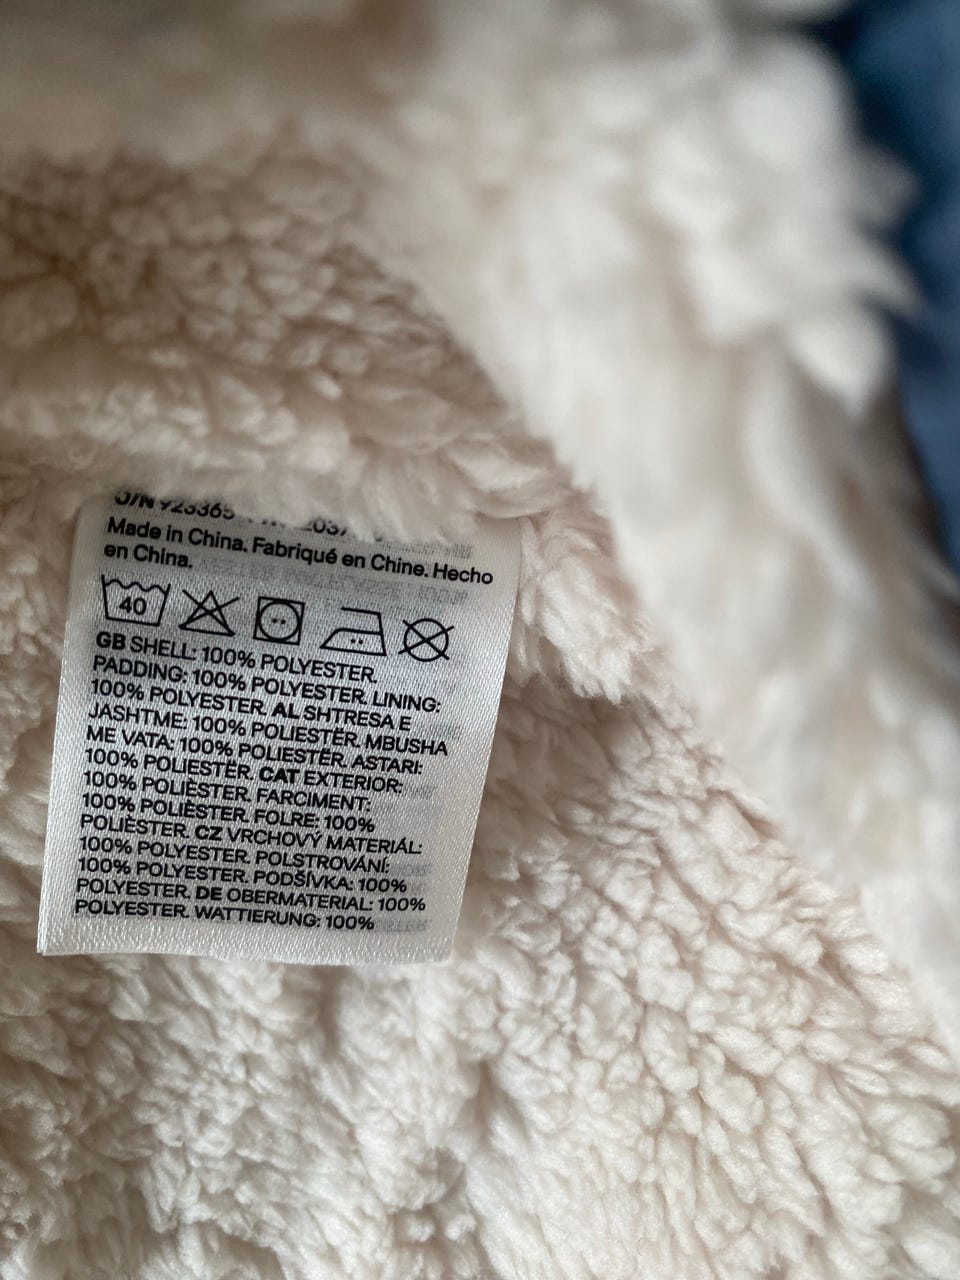 O/N 923365
Made in China. Fabriqué en Chine. Hecho
en China.
40
GB SHELL: 100% POLYESTER.
PADDING: 100% POLYESTER. LINING:
100% POLYESTER. AL SHTRESA E
JASHTME: 100% POLIESTËR. MBUSHA
ME VATA: 100% POLIESTËR. ASTARI:
100% POLIESTËR. CAT EXTERIOR:
100% POLIÈSTER. FARCIMENT:
100% POLIÈSTER. FOLRE: 100%
POLIÈSTER. CZ VRCHOVÝ MATERIÁL:
100% POLYESTER. POLSTROVÁNÍ:
100% POLYESTER. PODŠÍVKA: 100%
POLYESTER. DE OBERMATERIAL: 100%
POLYESTER. WATTIERUNG: 100%